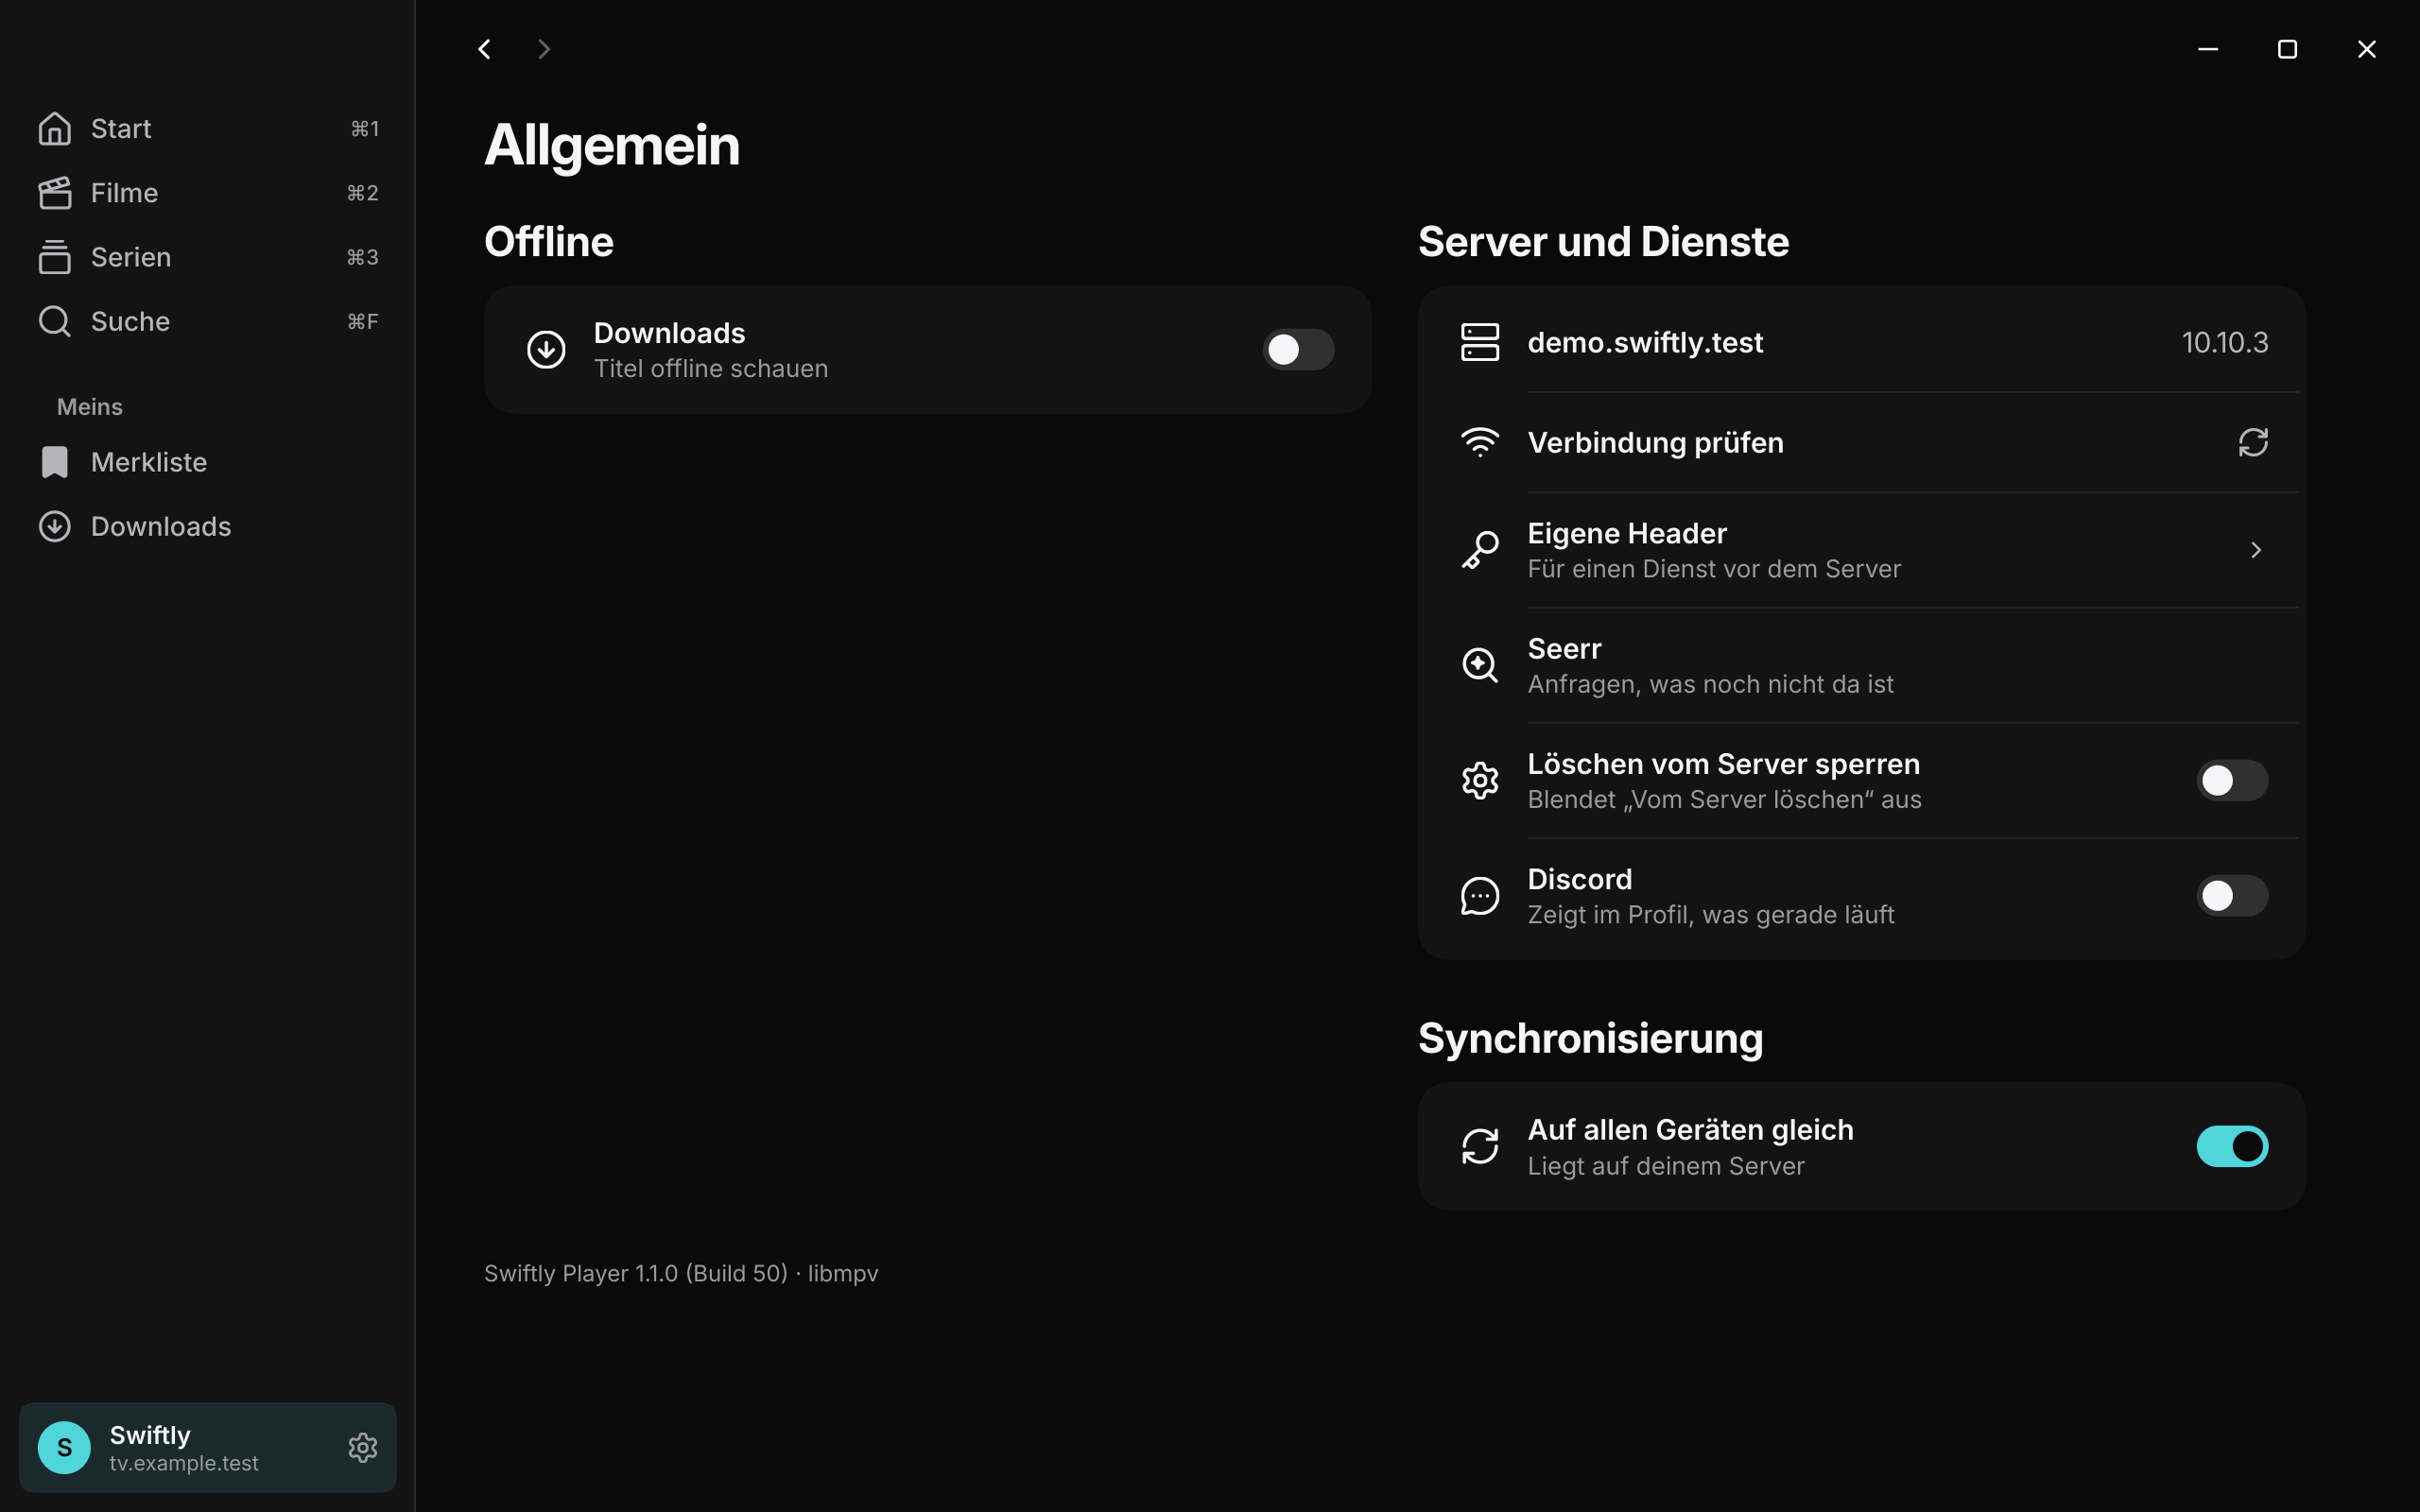 Start ⌘1
Filme ⌘2
Serien ⌘3
Suche ⌘F
Meins
Merkliste
Downloads
S
Swiftly
tv.example.test
Allgemein
Offline
Downloads
Titel offline schauen
Server und Dienste
demo.swiftly.test 10.10.3
Verbindung prüfen
Eigene Header
Für einen Dienst vor dem Server
Seerr
Anfragen, was noch nicht da ist
Löschen vom Server sperren
Blendet „Vom Server löschen“ aus
Discord
Zeigt im Profil, was gerade läuft
Synchronisierung
Auf allen Geräten gleich
Liegt auf deinem Server
Swiftly Player 1.1.0 (Build 50) · libmpv